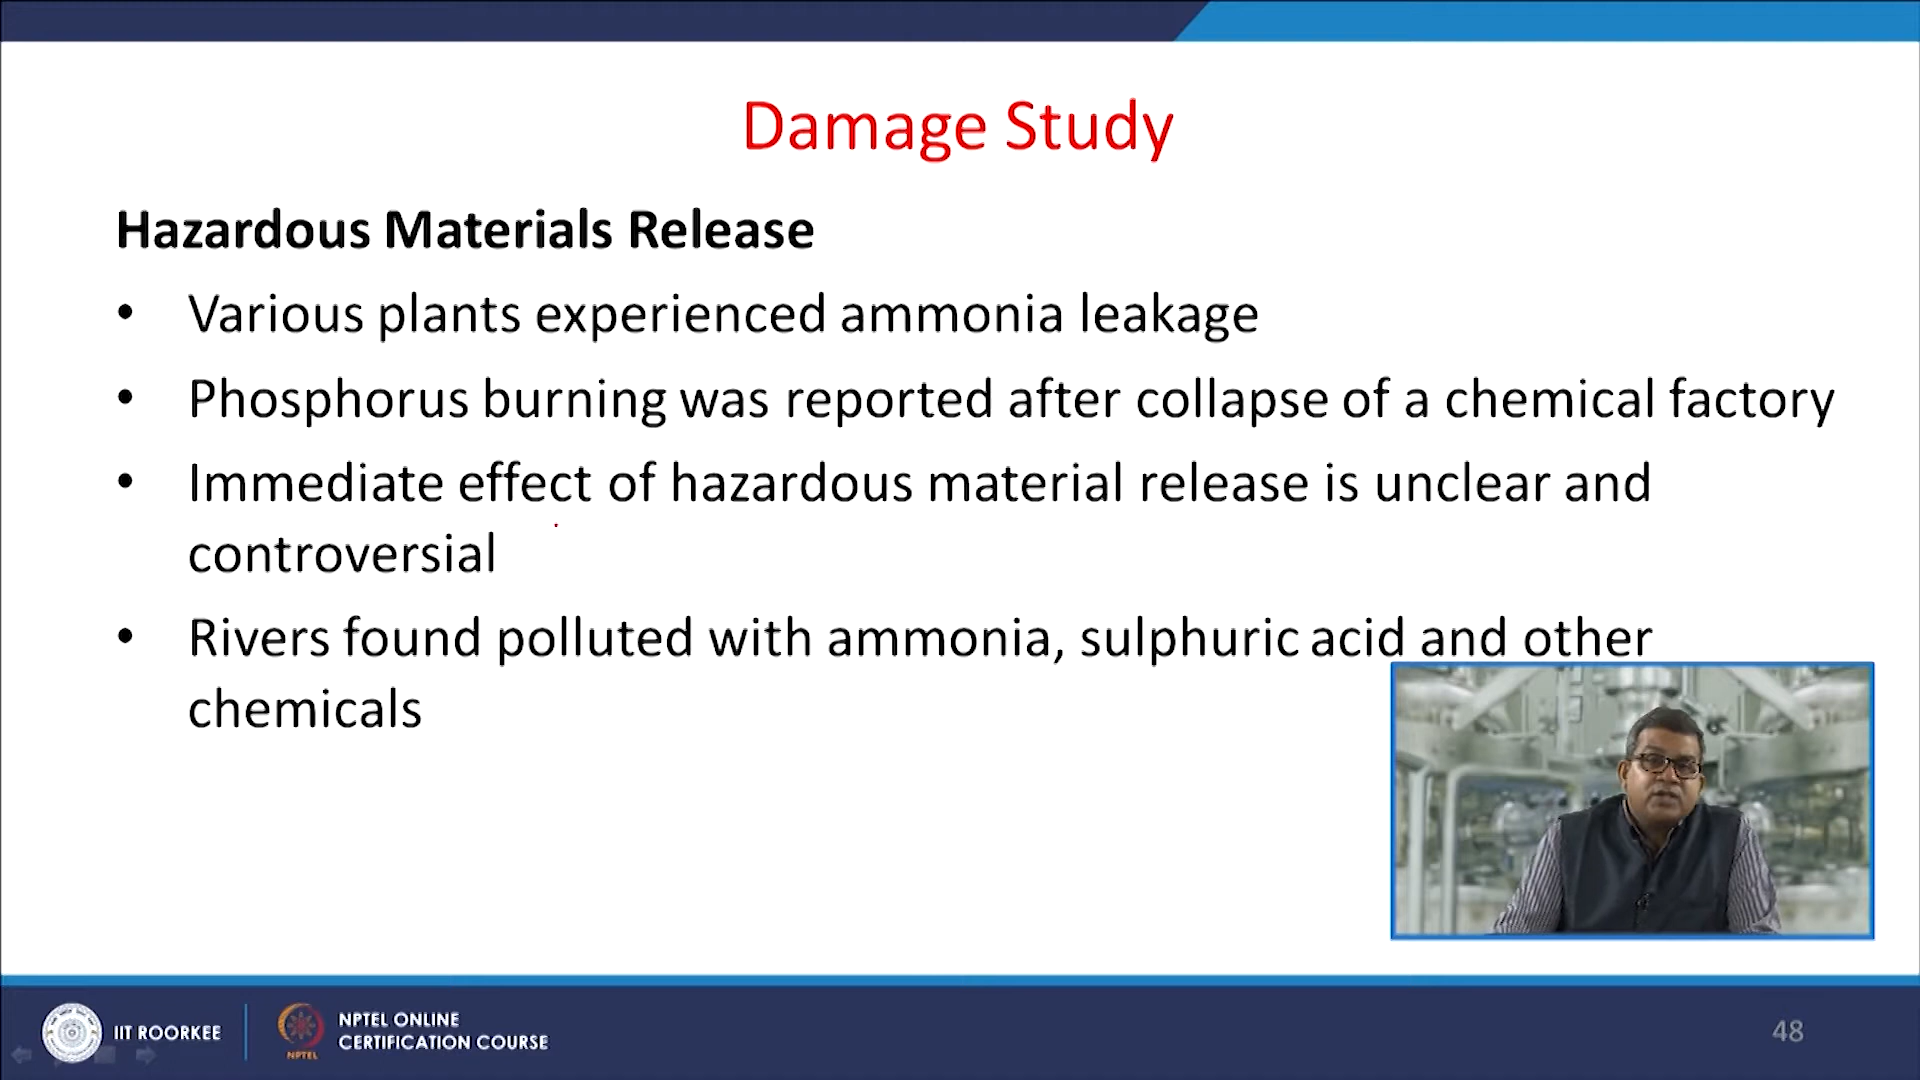 Damage Study
Hazardous Materials Release
• Various plants experienced ammonia leakage
• Phosphorus burning was reported after collapse of a chemical factory
• Immediate effect of hazardous material release is unclear and
controversial
• Rivers found polluted with ammonia, sulphuric acid and other
chemicals
IIT ROORKEE
NPTEL
NPTEL ONLINE
CERTIFICATION COURSE
48